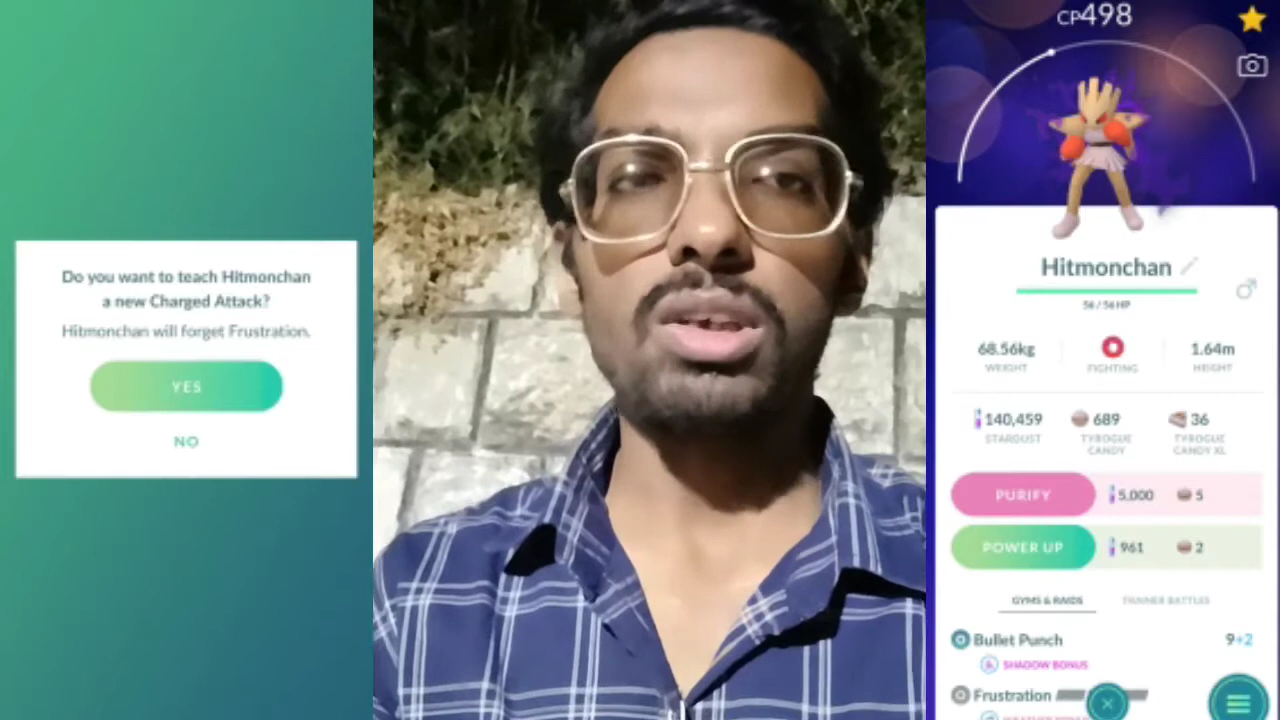 Do you want to teach Hitmonchan
a new Charged Attack?
Hitmonchan will forget Frustration.
YES
NO
CP498
Hitmonchan
56 / 56 HP
68.56kg
WEIGHT
FIGHTING
1.64m
HEIGHT
140,459
STARDUST
689
TYROGUE
CANDY
36
TYROGUE
CANDY XL
PURIFY
5,000
5
POWER UP
961
2
GYMS & RAIDS
TRAINER BATTLES
Bullet Punch
9+2
SHADOW BONUS
Frustration